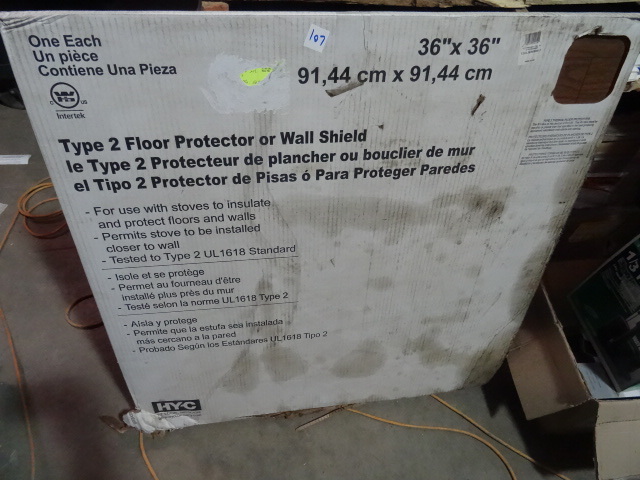 One Each
Un pièce
Contiene Una Pieza
107
36"x 36"
91,44 cm x 91,44 cm
C US
Intertek
Type 2 Floor Protector or Wall Shield
le Type 2 Protecteur de plancher ou bouclier de mur
el Tipo 2 Protector de Pisas ó Para Proteger Paredes
- For use with stoves to insulate
and protect floors and walls
- Permits stove to be installed
closer to wall
- Tested to Type 2 UL1618 Standard
- Isole et se protège
- Permet au fourneau d'être
installé plus près du mur
- Testé selon la norme UL1618 Type 2
- Aisla y protege
- Permite que la estufa sea instalada
más cercano a la pared
- Probado Según los Estándares UL1618 Tipo 2
HYC